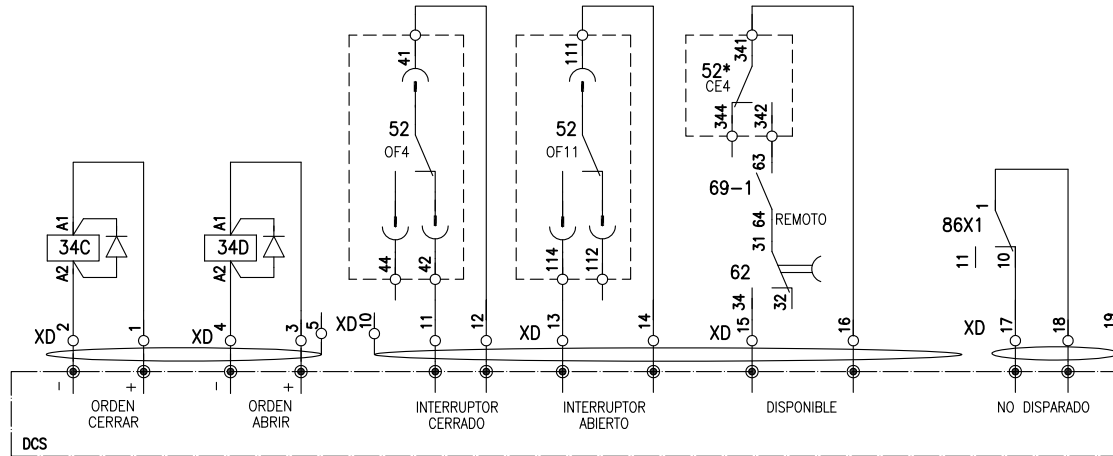 41
111
341
52*
CE4
344
342
52
OF4
52
OF11
63
69-1
64
REMOTO
31
62
34
32
A1
34C
A2
A1
34D
A2
44
42
114
112
86X1
1
11
10
XD
2
1
XD
4
3
5
XD
10
11
12
XD
13
14
XD
15
16
XD
17
18
19
-
+
-
+
ORDEN
CERRAR
ORDEN
ABRIR
INTERRUPTOR
CERRADO
INTERRUPTOR
ABIERTO
DISPONIBLE
NO DISPARADO
DCS